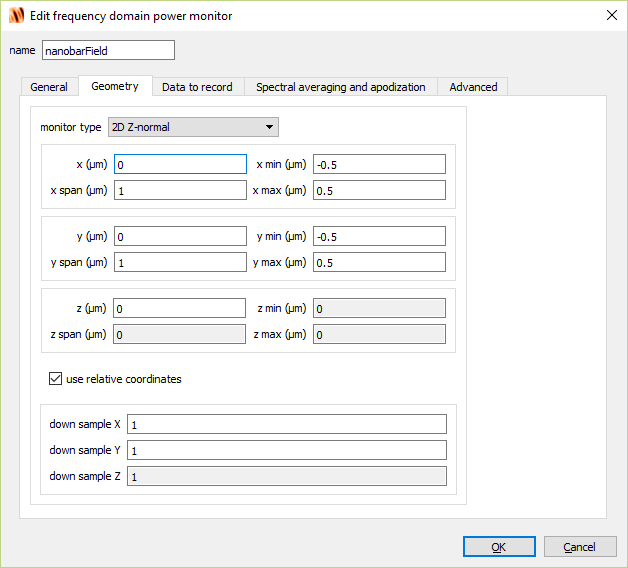 Edit frequency domain power monitor
name nanobarField
General Geometry Data to record Spectral averaging and apodization Advanced
monitor type 2D Z-normal
x (µm) 0 x min (µm) -0.5
x span (µm) 1 x max (µm) 0.5
y (µm) 0 y min (µm) -0.5
y span (µm) 1 y max (µm) 0.5
z (µm) 0 z min (µm) 0
z span (µm) 0 z max (µm) 0
use relative coordinates
down sample X 1
down sample Y 1
down sample Z 1
OK Cancel